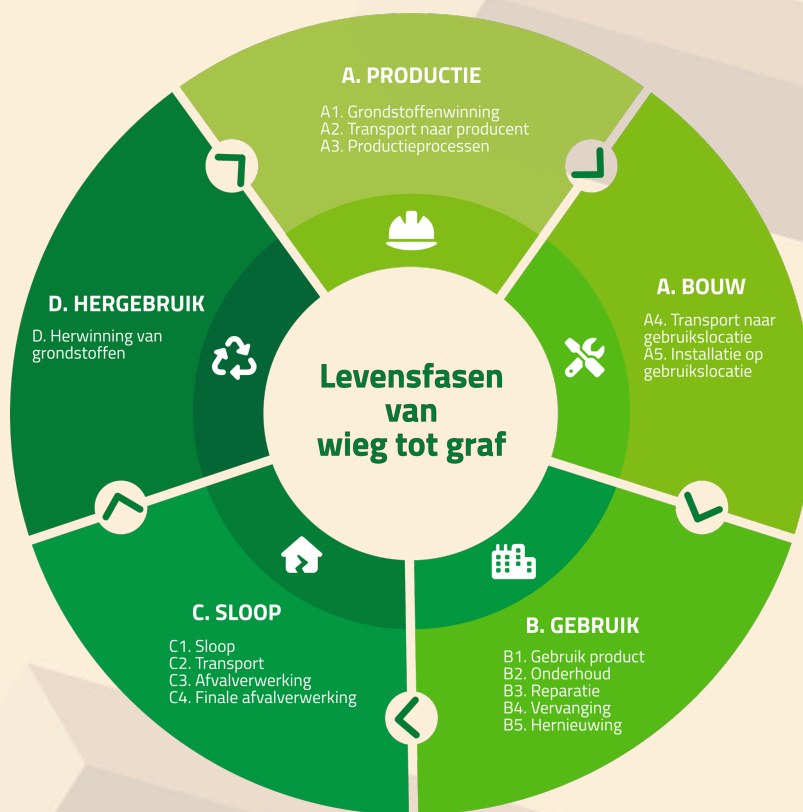 A. PRODUCTIE
A1. Grondstoffenwinning
A2. Transport naar producent
A3. Productieprocessen
A. BOUW
A4. Transport naar
gebruikslocatie
A5. Installatie op
gebruikslocatie
B. GEBRUIK
B1. Gebruik product
B2. Onderhoud
B3. Reparatie
B4. Vervanging
B5. Hernieuwing
C. SLOOP
C1. Sloop
C2. Transport
C3. Afvalverwerking
C4. Finale afvalverwerking
D. HERGEBRUIK
D. Herwinning van
grondstoffen
Levensfasen
van
wieg tot graf